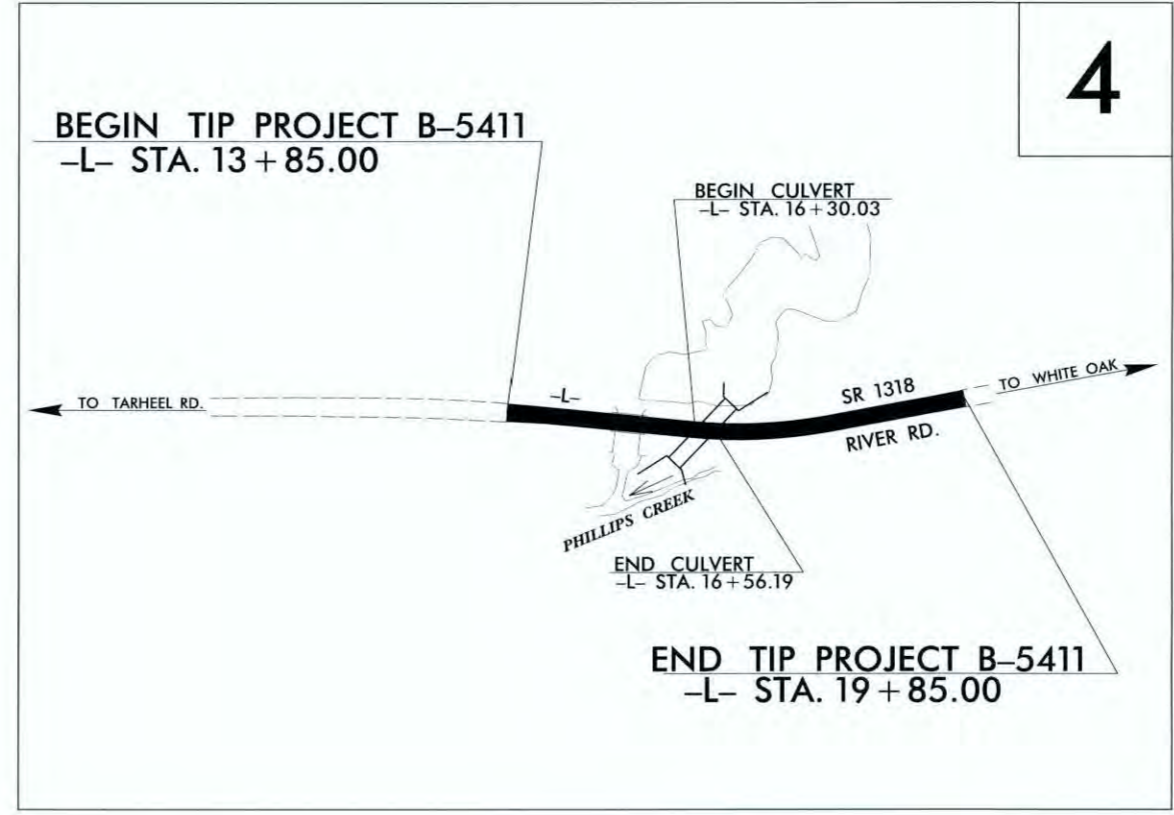 4
BEGIN TIP PROJECT B–5411
–L– STA. 13+85.00
BEGIN CULVERT
–L– STA. 16+30.03
TO TARHEEL RD.
–L–
SR 1318
RIVER RD.
TO WHITE OAK
PHILLIPS CREEK
END CULVERT
–L– STA. 16+56.19
END TIP PROJECT B–5411
–L– STA. 19+85.00